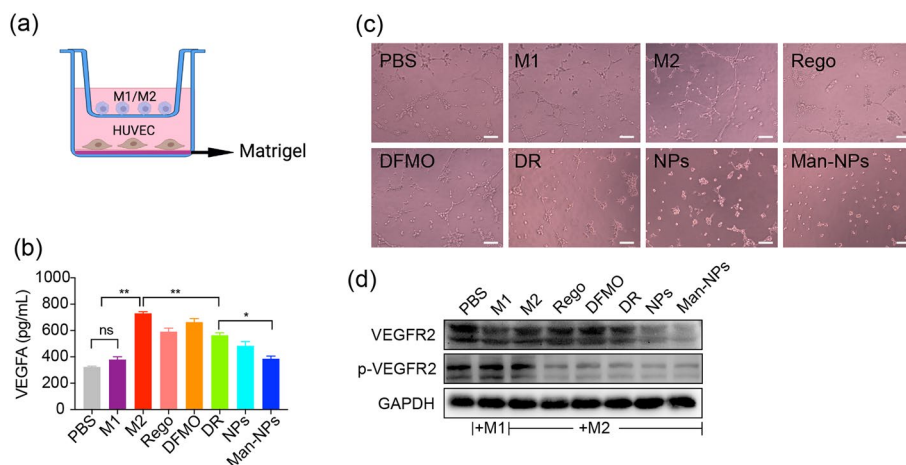 (a)
M1/M2
HUVEC
Matrigel
(b)
VEGFA (pg/mL)
1000
800
600
400
200
0
ns
**
**
*
PBS
M1
M2
Rego
DFMO
DR
NPs
Man-NPs
(c)
PBS
M1
M2
Rego
DFMO
DR
NPs
Man-NPs
(d)
PBS
M1
M2
Rego
DFMO
DR
NPs
Man-NPs
VEGFR2
p-VEGFR2
GAPDH
+M1
+M2